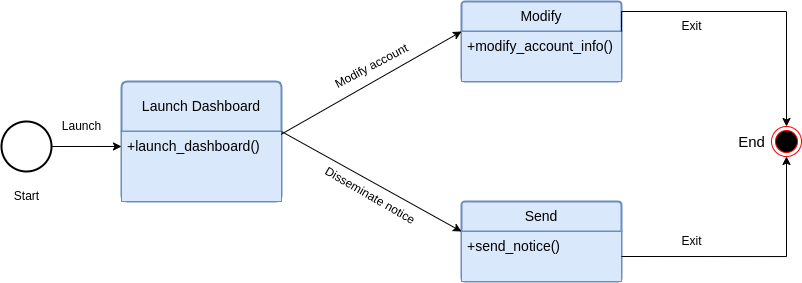 Modify
Exit
+modify_account_info()
Modify account
Launch Dashboard
Launch
+launch_dashboard()
End
Start
Disseminate notice
Send
Exit
+send_notice()